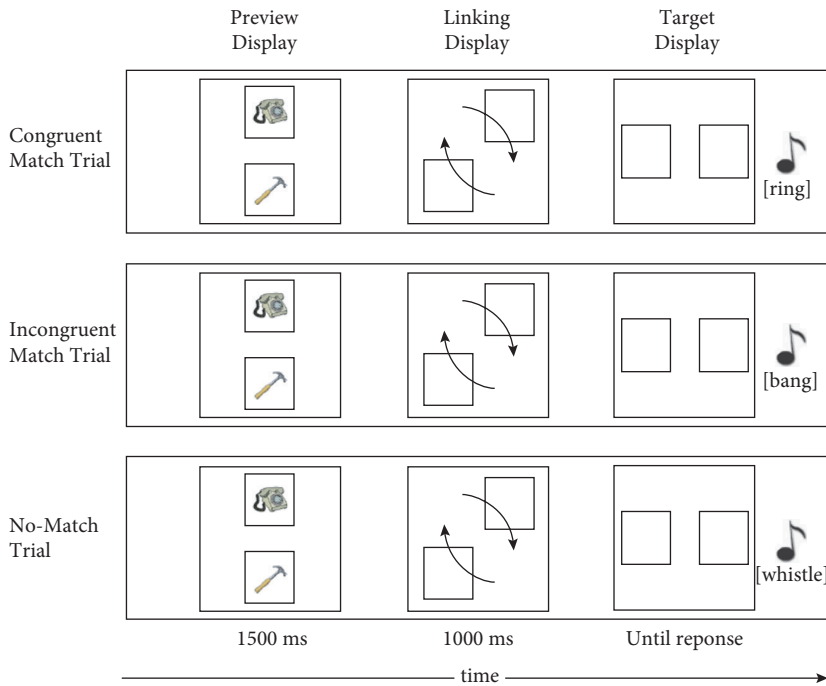 Preview
Display
Linking
Display
Target
Display
Congruent
Match Trial
[ring]
Incongruent
Match Trial
[bang]
No-Match
Trial
[whistle]
1500 ms
1000 ms
Until reponse
time